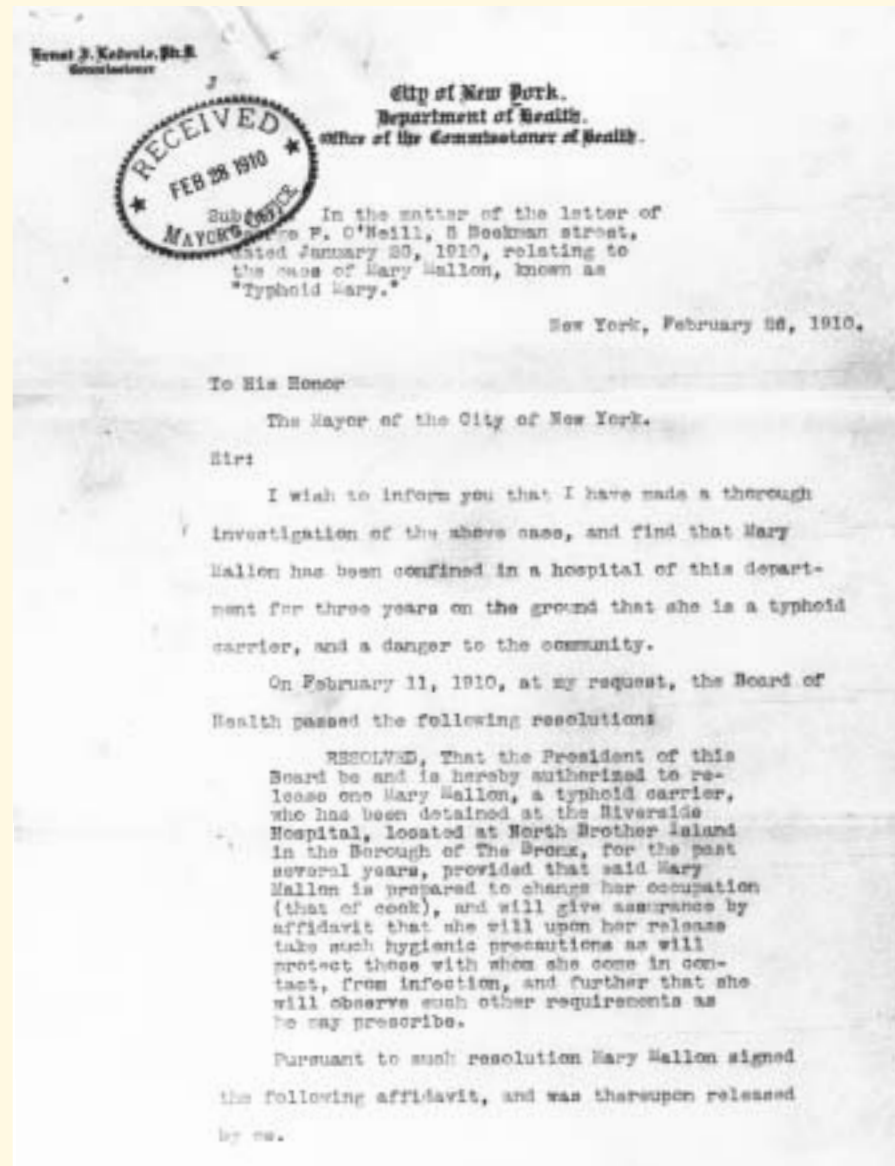 Ernst J. Lederle, Ph.D.
Commissioner
City of New York.
Department of Health.
Office of the Commissioner of Health.
RECEIVED
FEB 28 1910
MAYOR'S OFFICE
Subject: In the matter of the letter of
George F. O'Neill, 5 Beekman street,
dated January 1910, relating to
the case of Mary Mallon, known as
"Typhoid Mary."
New York, February 26, 1910.
To His Honor
The Mayor of the City of New York.
Sir:
I wish to inform you that I have made a thorough
investigation of the above case, and find that Mary
Mallon has been confined in a hospital of this depart-
ment for three years on the ground that she is a typhoid
carrier, and a danger to the community.
On February 11, 1910, at my request, the Board of
Health passed the following resolution:
RESOLVED, That the President of this
Board be and is hereby authorized to re-
lease one Mary Mallon, a typhoid carrier,
who has been detained at the Riverside
Hospital, located at North Brother Island
in the Borough of The Bronx, for the past
several years, provided that said Mary
Mallon is prepared to change her occupation
(that of cook), and will give assurance by
affidavit that she will upon her release
take such hygienic precautions as will
protect those with whom she come in con-
tact, from infection, and further that she
will observe such other requirements as
he may prescribe.
Pursuant to such resolution Mary Mallon signed
the following affidavit, and was thereupon released
by me.